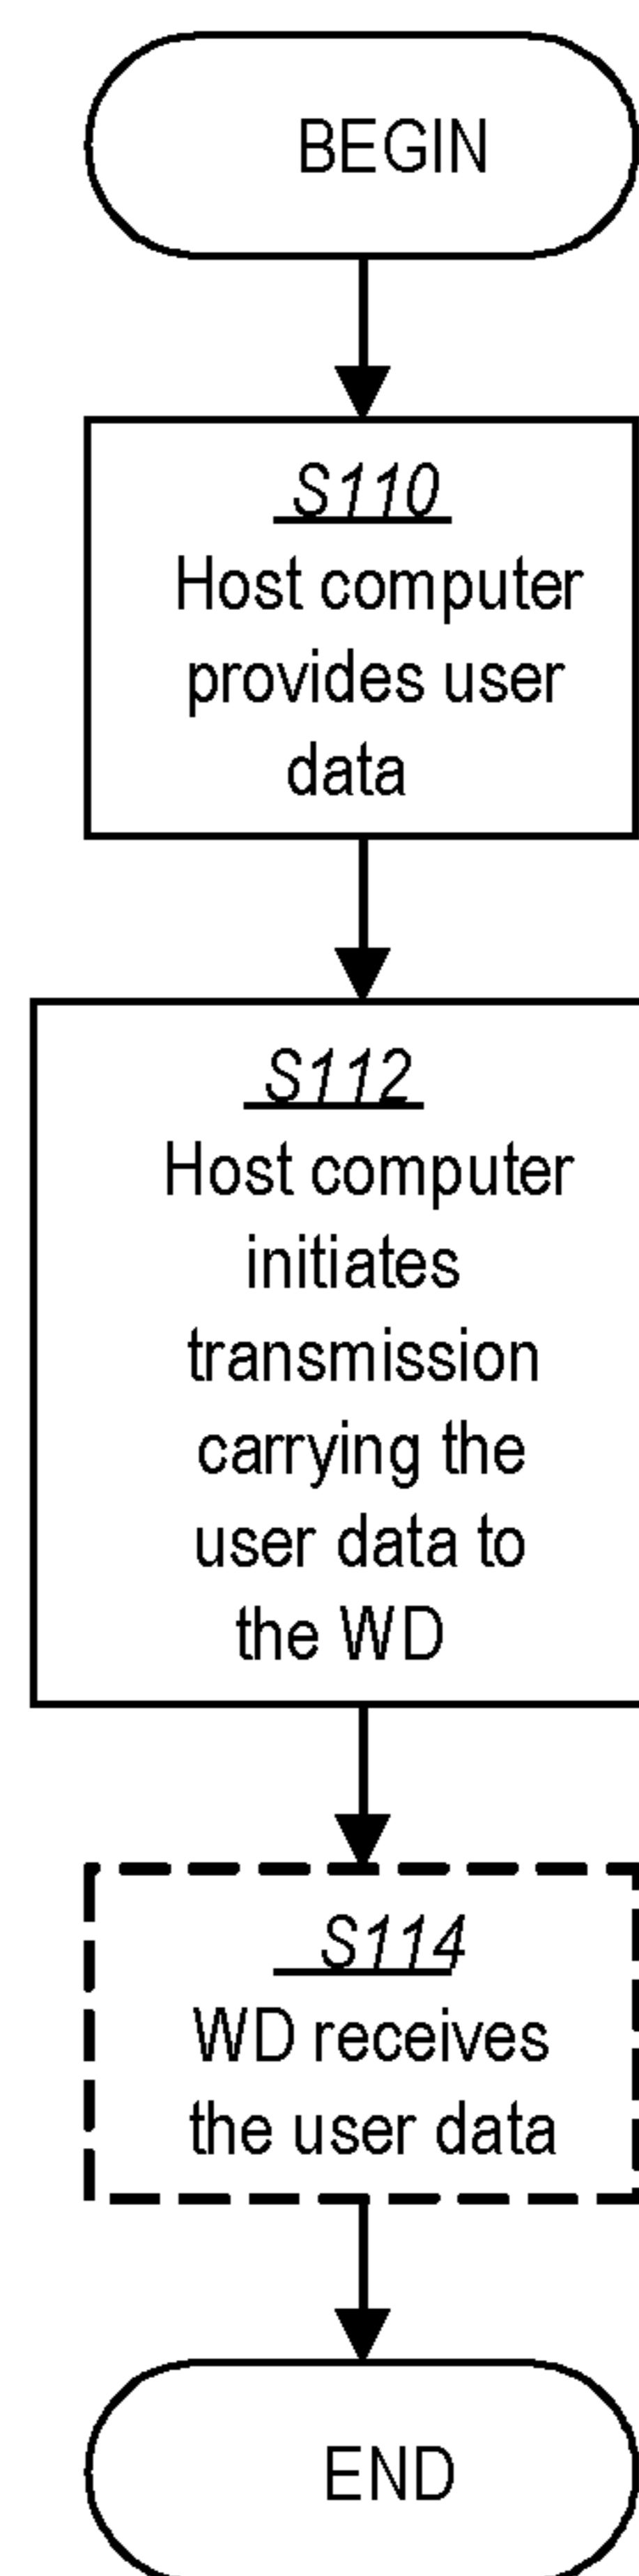 BEGIN
S110
Host computer
provides user
data
S112
Host computer
initiates
transmission
carrying the
user data to
the WD
S114
WD receives
the user data
END